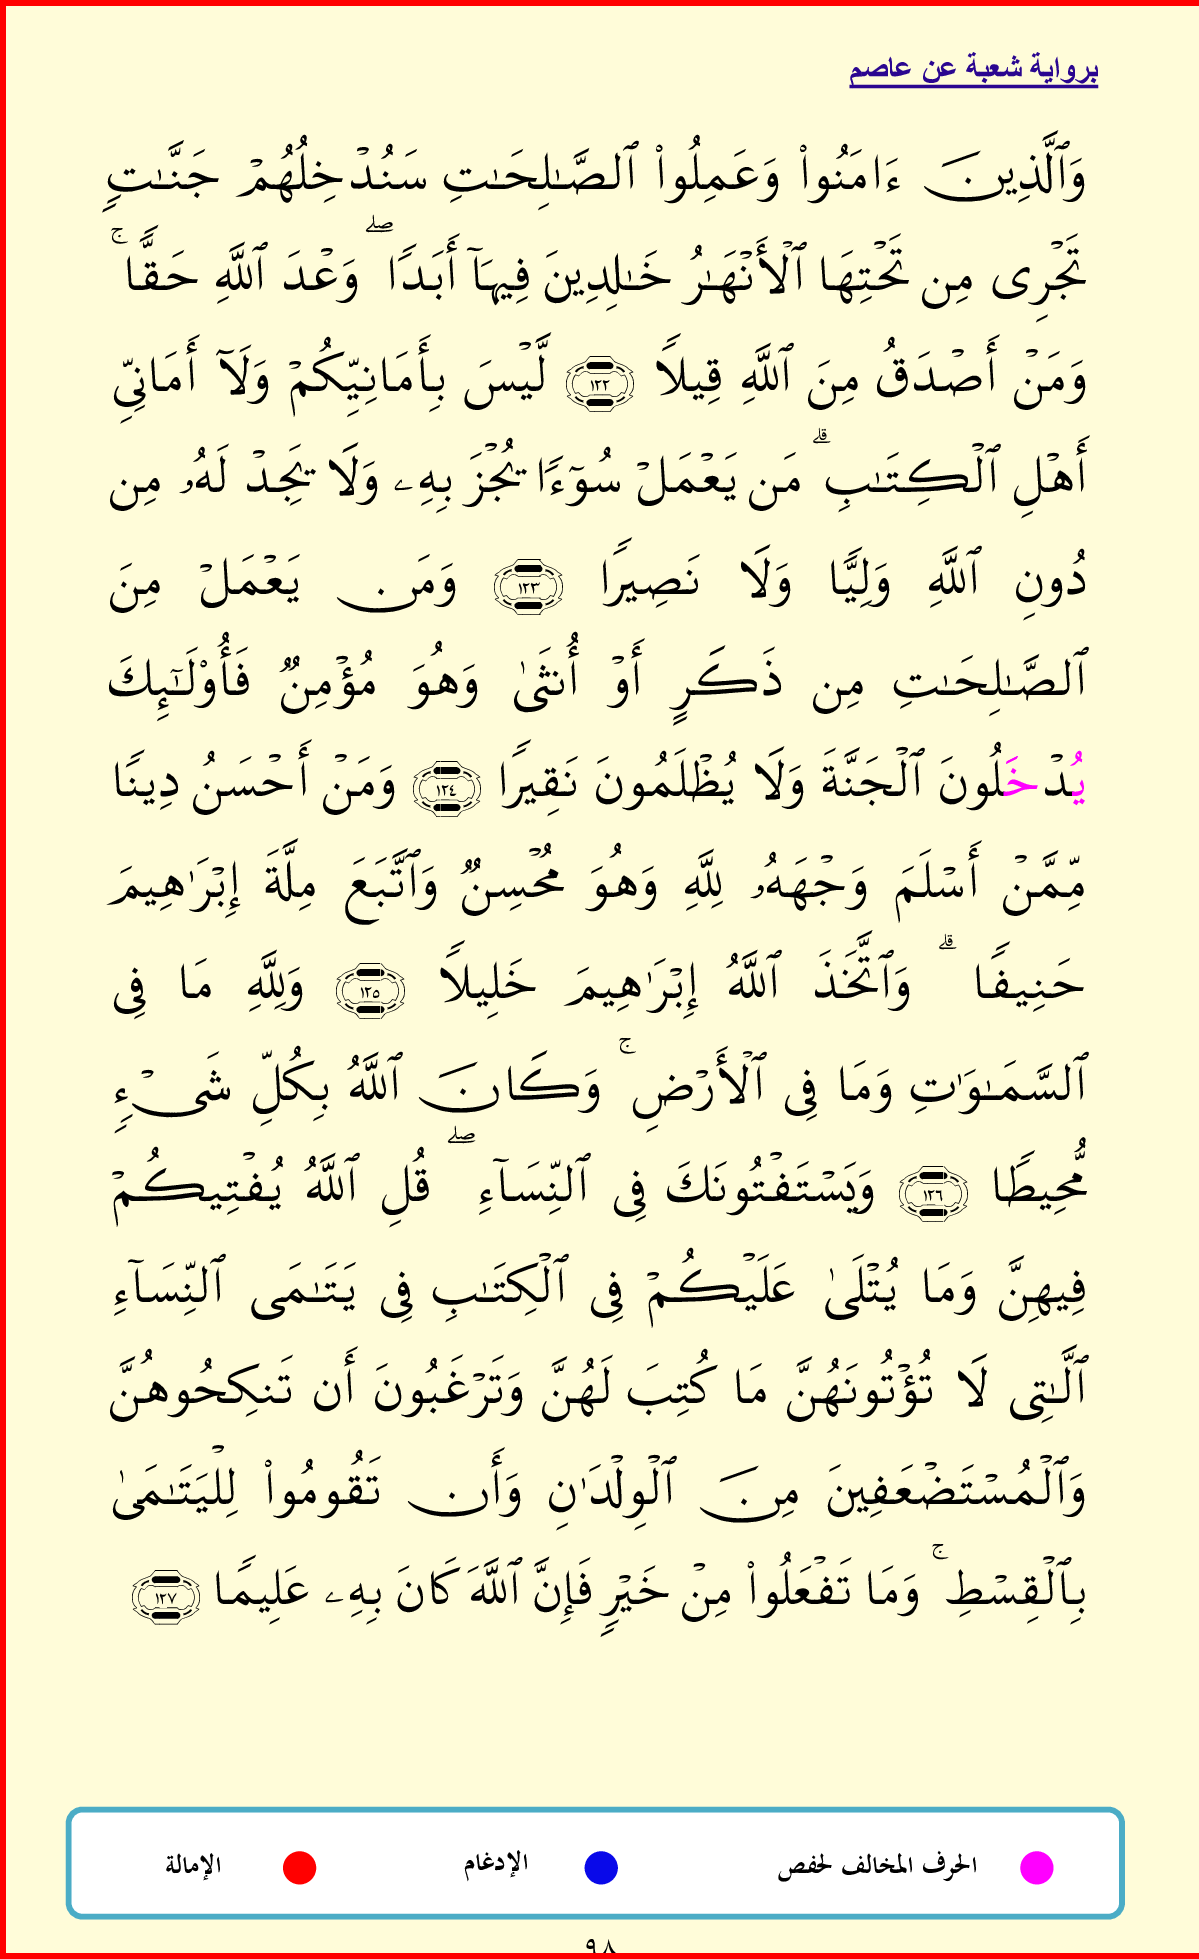 برواية شعبة عن عاصم
وَٱلَّذِينَ ءَامَنُوا۟ وَعَمِلُوا۟ ٱلصَّـٰلِحَـٰتِ سَنُدْخِلُهُمْ جَنَّـٰتٍ
تَجْرِى مِن تَحْتِهَا ٱلْأَنْهَـٰرُ خَـٰلِدِينَ فِيهَآ أَبَدًا ۖ وَعْدَ ٱللَّهِ حَقًّا ۚ
وَمَنْ أَصْدَقُ مِنَ ٱللَّهِ قِيلًا ١٢٢ لَّيْسَ بِأَمَانِيِّكُمْ وَلَآ أَمَانِىِّ
أَهْلِ ٱلْكِتَـٰبِ ۗ مَن يَعْمَلْ سُوٓءًا يُجْزَ بِهِۦ وَلَا يَجِدْ لَهُۥ مِن
دُونِ ٱللَّهِ وَلِيًّا وَلَا نَصِيرًا ١٢٣ وَمَن يَعْمَلْ مِنَ
ٱلصَّـٰلِحَـٰتِ مِن ذَكَرٍ أَوْ أُنثَىٰ وَهُوَ مُؤْمِنٌ فَأُو۟لَـٰٓئِكَ
يُدْخَلُونَ ٱلْجَنَّةَ وَلَا يُظْلَمُونَ نَقِيرًا ١٢٤ وَمَنْ أَحْسَنُ دِينًا
مِّمَّنْ أَسْلَمَ وَجْهَهُۥ لِلَّهِ وَهُوَ مُحْسِنٌ وَٱتَّبَعَ مِلَّةَ إِبْرَٰهِيمَ
حَنِيفًا ۗ وَٱتَّخَذَ ٱللَّهُ إِبْرَٰهِيمَ خَلِيلًا ١٢٥ وَلِلَّهِ مَا فِى
ٱلسَّمَـٰوَٰتِ وَمَا فِى ٱلْأَرْضِ ۚ وَكَانَ ٱللَّهُ بِكُلِّ شَىْءٍ
مُّحِيطًا ١٢٦ وَيَسْتَفْتُونَكَ فِى ٱلنِّسَآءِ ۖ قُلِ ٱللَّهُ يُفْتِيكُمْ
فِيهِنَّ وَمَا يُتْلَىٰ عَلَيْكُمْ فِى ٱلْكِتَـٰبِ فِى يَتَـٰمَى ٱلنِّسَآءِ
ٱلَّـٰتِى لَا تُؤْتُونَهُنَّ مَا كُتِبَ لَهُنَّ وَتَرْغَبُونَ أَن تَنكِحُوهُنَّ
وَٱلْمُسْتَضْعَفِينَ مِنَ ٱلْوِلْدَٰنِ وَأَن تَقُومُوا۟ لِلْيَتَـٰمَىٰ
بِٱلْقِسْطِ ۚ وَمَا تَفْعَلُوا۟ مِنْ خَيْرٍ فَإِنَّ ٱللَّهَ كَانَ بِهِۦ عَلِيمًا ١٢٧
الحرف المخالف لحفص الإدغام الإمالة
٩٨